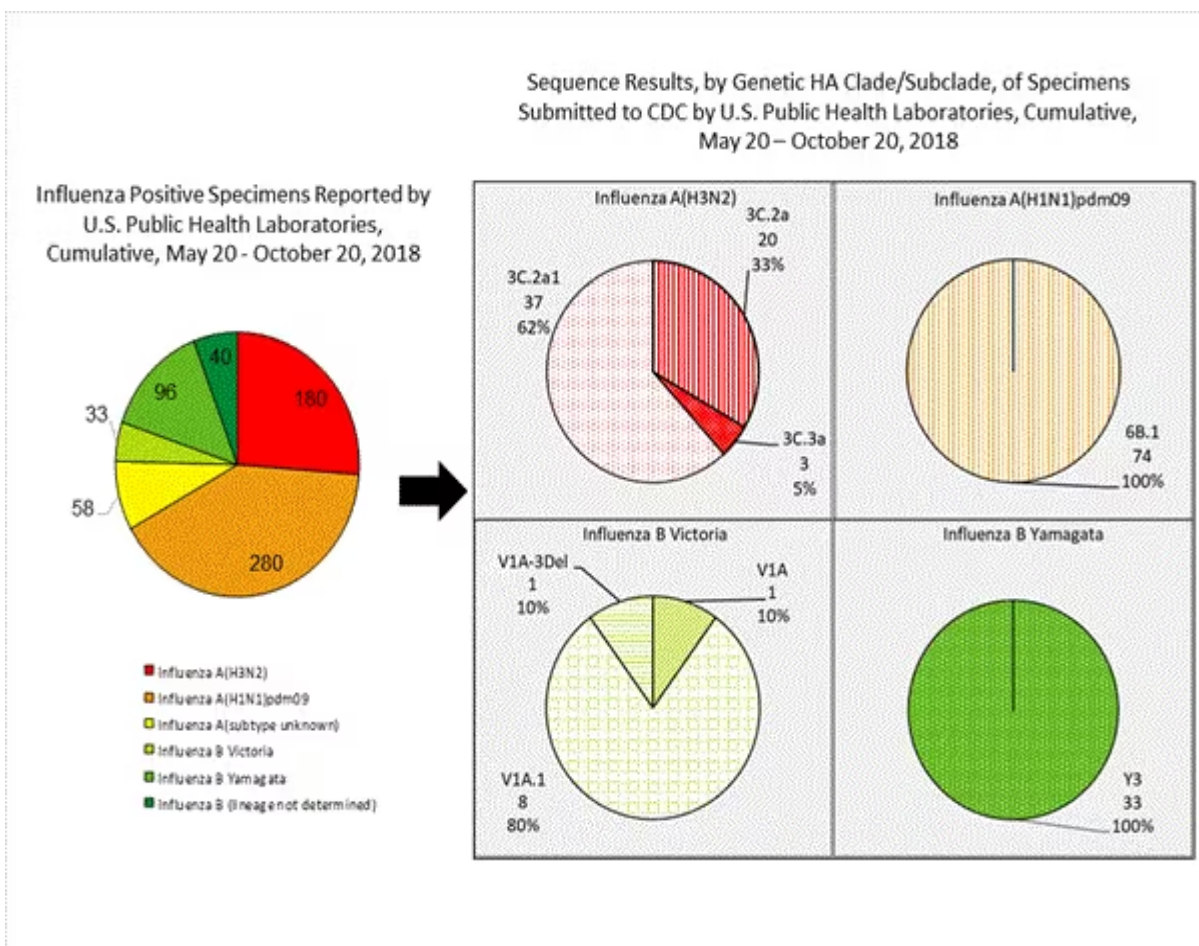 Sequence Results, by Genetic HA Clade/Subclade, of Specimens
Submitted to CDC by U.S. Public Health Laboratories, Cumulative,
May 20 – October 20, 2018
Influenza Positive Specimens Reported by
U.S. Public Health Laboratories,
Cumulative, May 20 - October 20, 2018
40
96
180
33
58
280
Influenza A(H3N2)
Influenza A(H1N1)pdm09
Influenza A(subtype unknown)
Influenza B Victoria
Influenza B Yamagata
Influenza B (lineage not determined)
Influenza A(H3N2)
3C.2a
20
33%
3C.2a1
37
62%
3C.3a
3
5%
Influenza A(H1N1)pdm09
6B.1
74
100%
Influenza B Victoria
V1A-3Del
1
10%
V1A
1
10%
V1A.1
8
80%
Influenza B Yamagata
Y3
33
100%